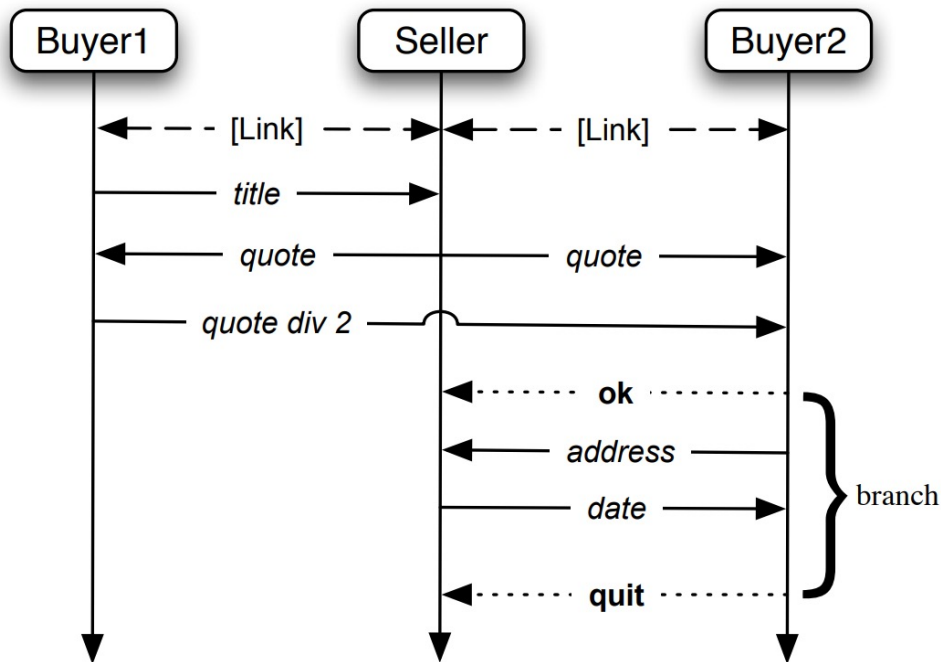 Buyer1 Seller Buyer2
[Link] [Link]
title
quote quote
quote div 2
ok
address
date
branch
quit